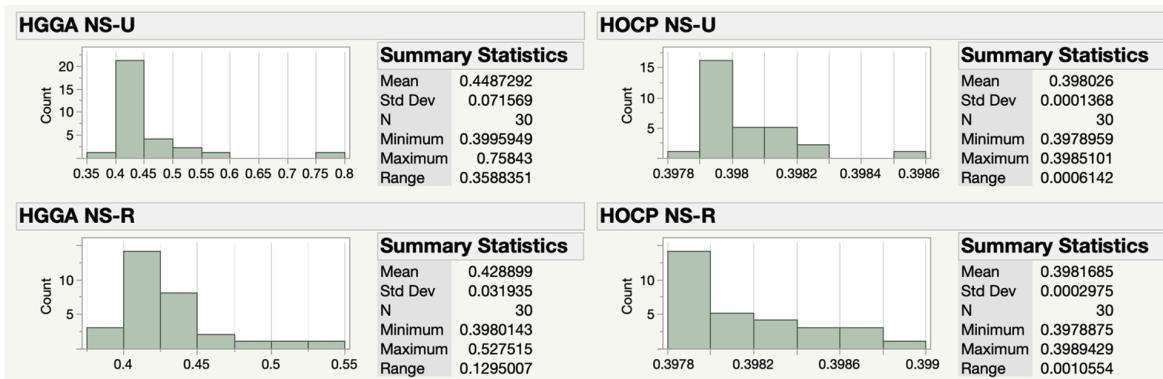 HGGA NS-U
Count
20
15
10
5
0.35 0.4 0.45 0.5 0.55 0.6 0.65 0.7 0.75 0.8
Summary Statistics
Mean 0.4487292
Std Dev 0.071569
N 30
Minimum 0.3995949
Maximum 0.75843
Range 0.3588351
HOCP NS-U
Count
15
10
5
0.3978 0.398 0.3982 0.3984 0.3986
Summary Statistics
Mean 0.398026
Std Dev 0.0001368
N 30
Minimum 0.3978959
Maximum 0.3985101
Range 0.0006142
HGGA NS-R
Count
10
5
0.4 0.45 0.5 0.55
Summary Statistics
Mean 0.428899
Std Dev 0.031935
N 30
Minimum 0.3980143
Maximum 0.527515
Range 0.1295007
HOCP NS-R
Count
10
5
0.3978 0.3982 0.3986 0.399
Summary Statistics
Mean 0.3981685
Std Dev 0.0002975
N 30
Minimum 0.3978875
Maximum 0.3989429
Range 0.0010554